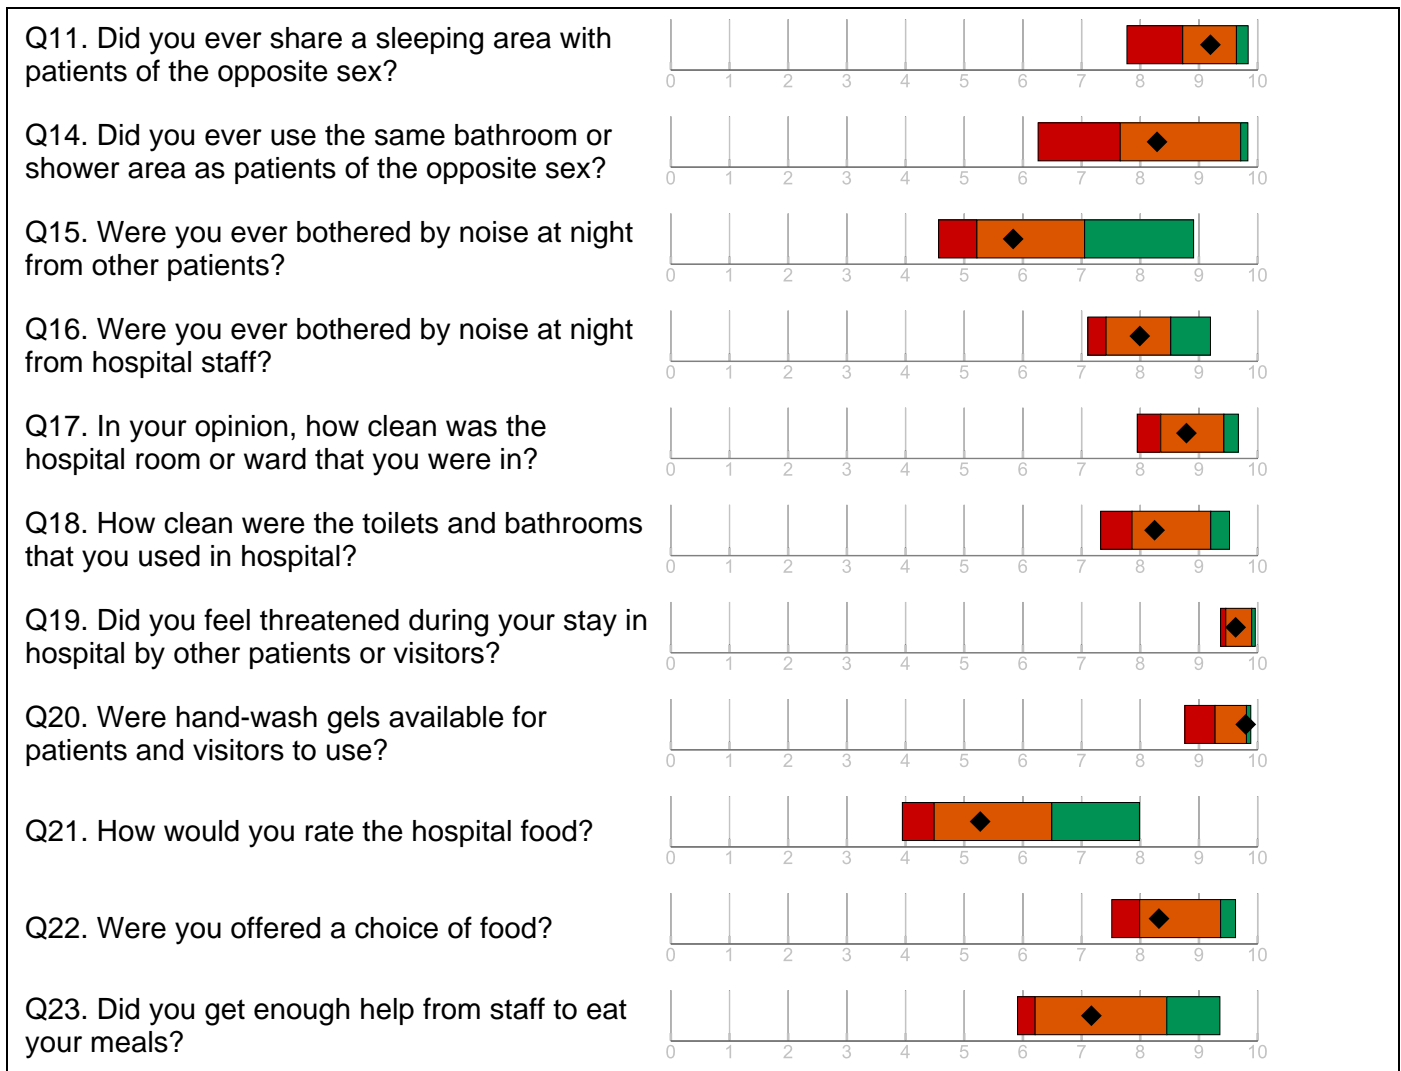 Q11. Did you ever share a sleeping area with
patients of the opposite sex?
0 1 2 3 4 5 6 7 8 9 10
Q14. Did you ever use the same bathroom or
shower area as patients of the opposite sex?
0 1 2 3 4 5 6 7 8 9 10
Q15. Were you ever bothered by noise at night
from other patients?
0 1 2 3 4 5 6 7 8 9 10
Q16. Were you ever bothered by noise at night
from hospital staff?
0 1 2 3 4 5 6 7 8 9 10
Q17. In your opinion, how clean was the
hospital room or ward that you were in?
0 1 2 3 4 5 6 7 8 9 10
Q18. How clean were the toilets and bathrooms
that you used in hospital?
0 1 2 3 4 5 6 7 8 9 10
Q19. Did you feel threatened during your stay in
hospital by other patients or visitors?
0 1 2 3 4 5 6 7 8 9 10
Q20. Were hand-wash gels available for
patients and visitors to use?
0 1 2 3 4 5 6 7 8 9 10
Q21. How would you rate the hospital food?
0 1 2 3 4 5 6 7 8 9 10
Q22. Were you offered a choice of food?
0 1 2 3 4 5 6 7 8 9 10
Q23. Did you get enough help from staff to eat
your meals?
0 1 2 3 4 5 6 7 8 9 10